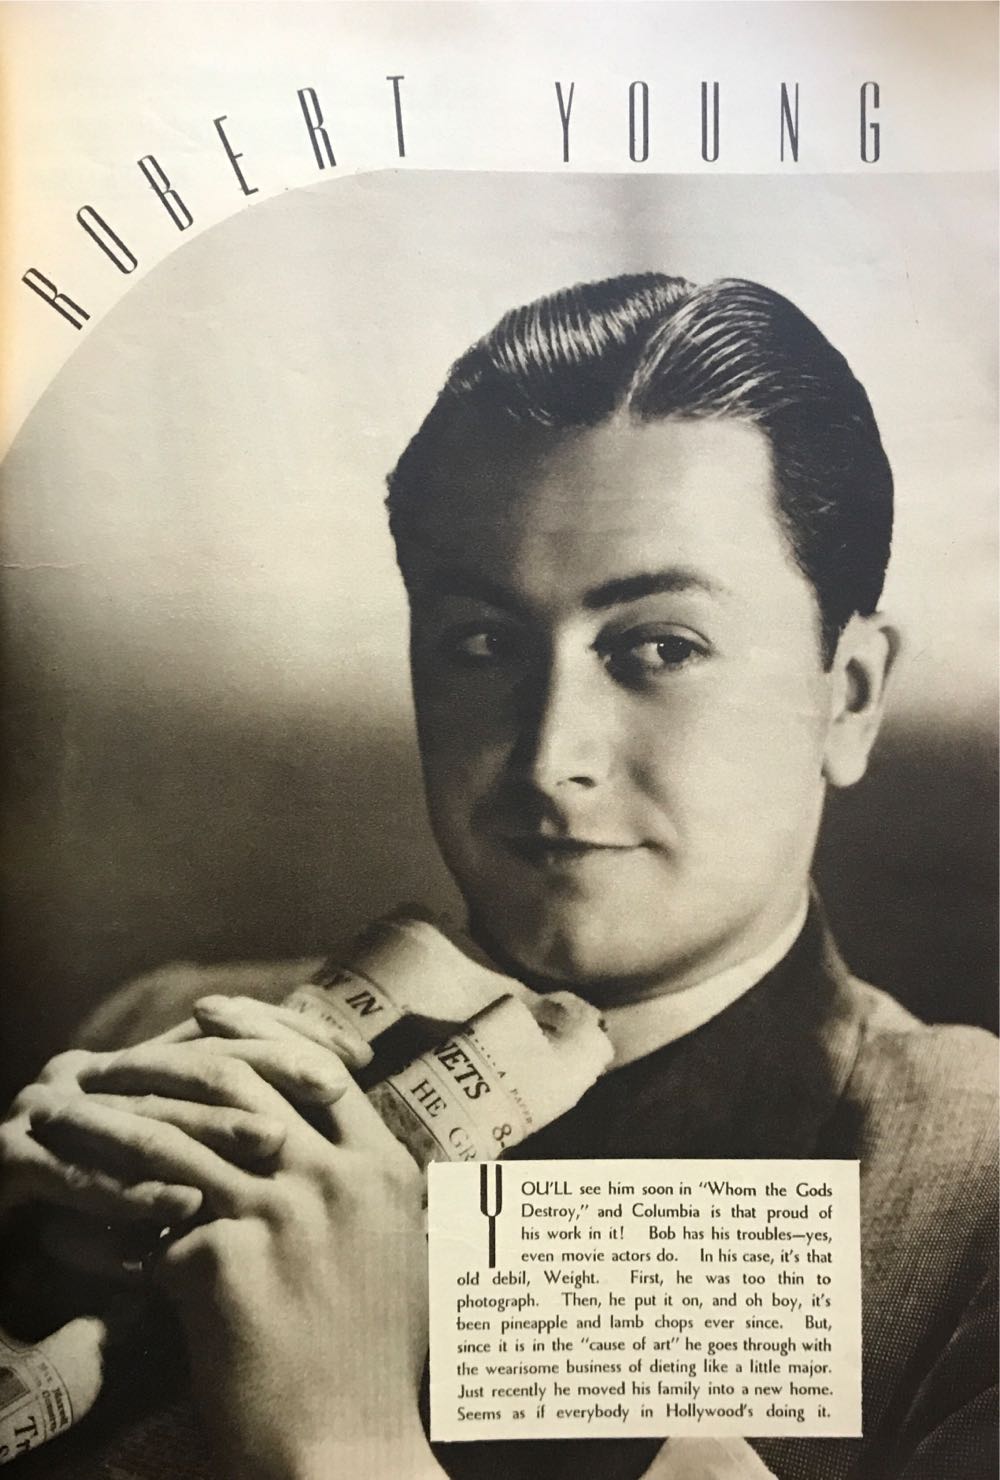 ROBERT YOUNG
Y IN
NETS 8-
HE GR
YOU'LL see him soon in "Whom the Gods
Destroy," and Columbia is that proud of
his work in it! Bob has his troubles—yes,
even movie actors do. In his case, it's that
old debil, Weight. First, he was too thin to
photograph. Then, he put it on, and oh boy, it's
been pineapple and lamb chops ever since. But,
since it is in the "cause of art" he goes through with
the wearisome business of dieting like a little major.
Just recently he moved his family into a new home.
Seems as if everybody in Hollywood's doing it.